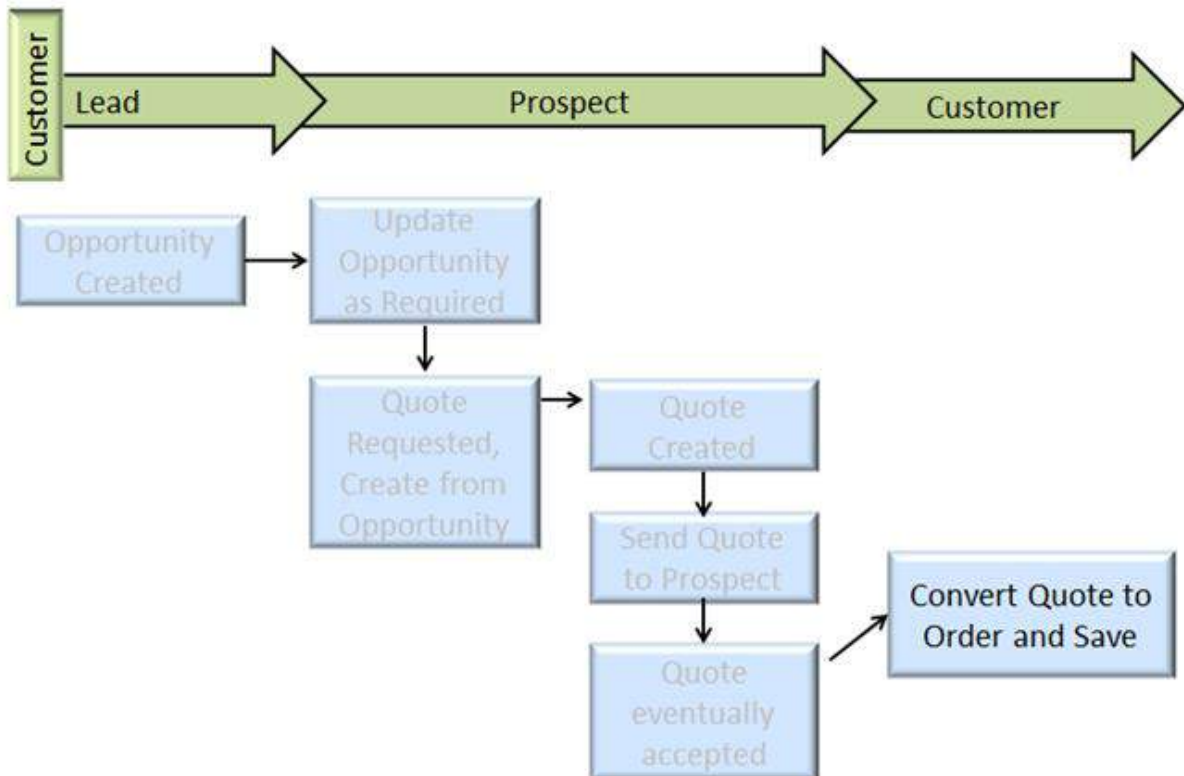 Customer
Lead
Prospect
Customer
Opportunity
Created
Update
Opportunity
as Required
Quote
Requested,
Create from
Opportunity
Quote
Created
Send Quote
to Prospect
Quote
eventually
accepted
Convert Quote to
Order and Save